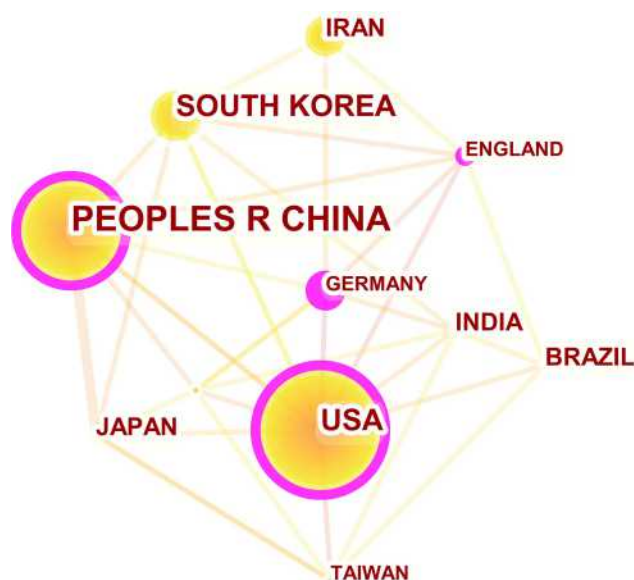 IRAN
SOUTH KOREA
ENGLAND
PEOPLES R CHINA
GERMANY
INDIA
BRAZIL
USA
JAPAN
TAIWAN